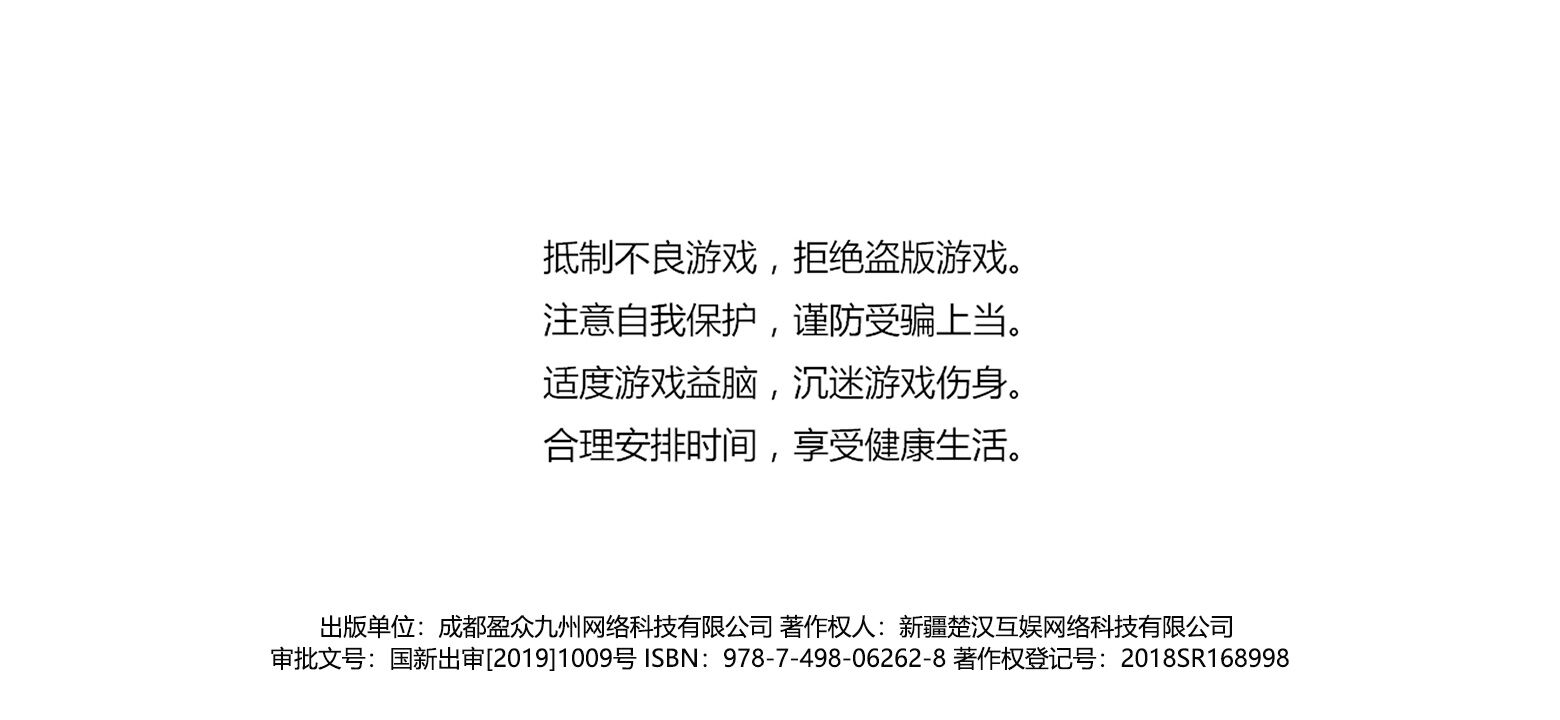 抵制不良游戏，拒绝盗版游戏。
注意自我保护，谨防受骗上当。
适度游戏益脑，沉迷游戏伤身。
合理安排时间，享受健康生活。
出版单位：成都盈众九州网络科技有限公司 著作权人：新疆楚汉互娱网络科技有限公司
审批文号：国新出审[2019]1009号 ISBN：978-7-498-06262-8 著作权登记号：2018SR168998